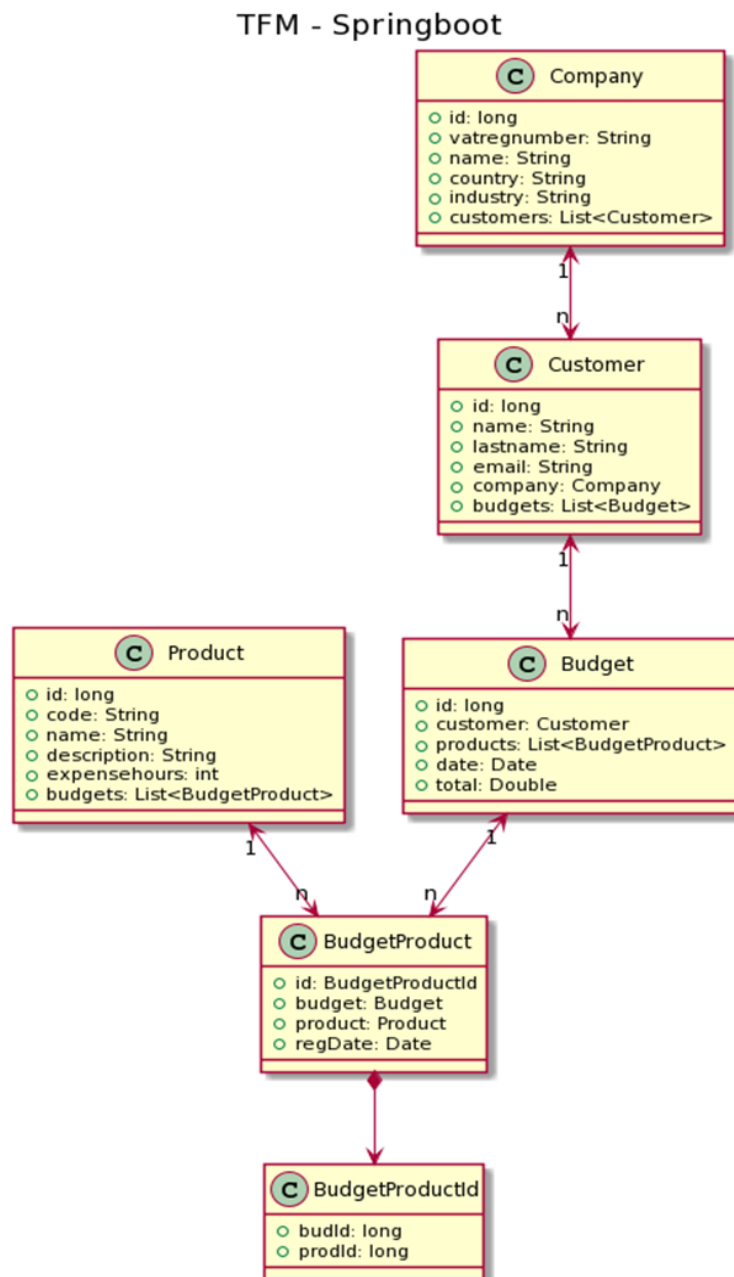 TFM - Springboot
C Company
id: long
vatregnumber: String
name: String
country: String
industry: String
customers: List<Customer>
1
n
C Customer
id: long
name: String
lastname: String
email: String
company: Company
budgets: List<Budget>
1
n
C Product
id: long
code: String
name: String
description: String
expensehours: int
budgets: List<BudgetProduct>
C Budget
id: long
customer: Customer
products: List<BudgetProduct>
date: Date
total: Double
1
1
n
n
C BudgetProduct
id: BudgetProductId
budget: Budget
product: Product
regDate: Date
C BudgetProductId
budId: long
prodId: long